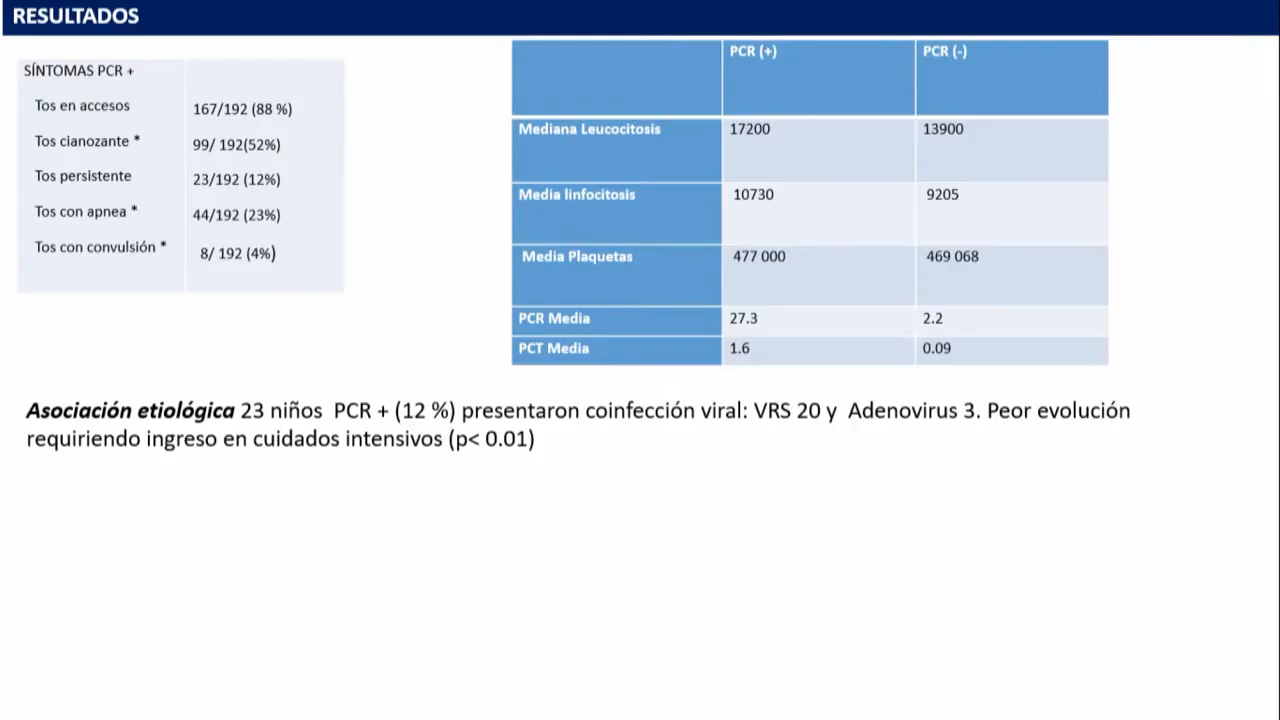 RESULTADOS
SÍNTOMAS PCR +
Tos en accesos 167/192 (88 %)
Tos cianozante * 99/ 192(52%)
Tos persistente 23/192 (12%)
Tos con apnea * 44/192 (23%)
Tos con convulsión * 8/ 192 (4%)
PCR (+) PCR (-)
Mediana Leucocitosis 17200 13900
Media linfocitosis 10730 9205
Media Plaquetas 477 000 469 068
PCR Media 27.3 2.2
PCT Media 1.6 0.09
Asociación etiológica 23 niños PCR + (12 %) presentaron coinfección viral: VRS 20 y Adenovirus 3. Peor evolución
requiriendo ingreso en cuidados intensivos (p< 0.01)